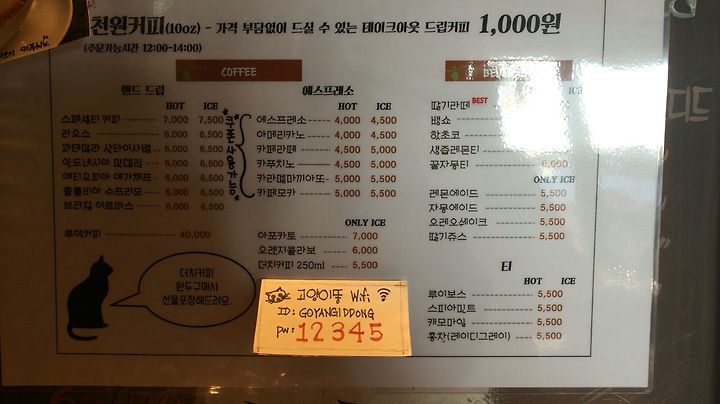 천원커피(10oz) - 가격 부담없이 드실 수 있는 테이크아웃 드립커피 1,000원
(주문가능시간 12:00-14:00)
COFFEE
핸드 드립
HOT ICE
스페셜티 커피 7,000 7,500
라오스 6,000 6,500
과테말라 산타아사벨 6,000 6,500
인도네시아 만델링 6,000 6,500
에티오피아 예가체프 6,000 6,500
콜롬비아 수프리모 6,000 6,500
브라질 아르마스 6,000 6,500
루왁커피 40,000
에스프레소
HOT ICE
에스프레소 4,000 4,500
아메리카노 4,000 4,500
카페라떼 4,500 5,000
카푸치노 4,500 5,000
카라멜마끼아또 5,000 5,500
카페모카 5,000 5,500
ONLY ICE
아포카토 7,000
오렌지콜라보 6,000
더치커피 250ml 5,500
ICE
딸기라떼 BEST
뱅쇼
핫초코
생즙레몬티
꿀자몽티 6,000
ONLY ICE
레몬에이드 5,500
자몽에이드 5,500
오레오쉐이크 5,500
딸기쥬스 5,500
티
HOT ICE
루이보스 5,500
스피아민트 5,500
캐모마일 5,500
홍차(레이디그레이) 5,500
더치커피
원두구매시
선물포장해드려요.
고양이똥 Wifi
ID: GOYANGIDDONG
PW: 12345